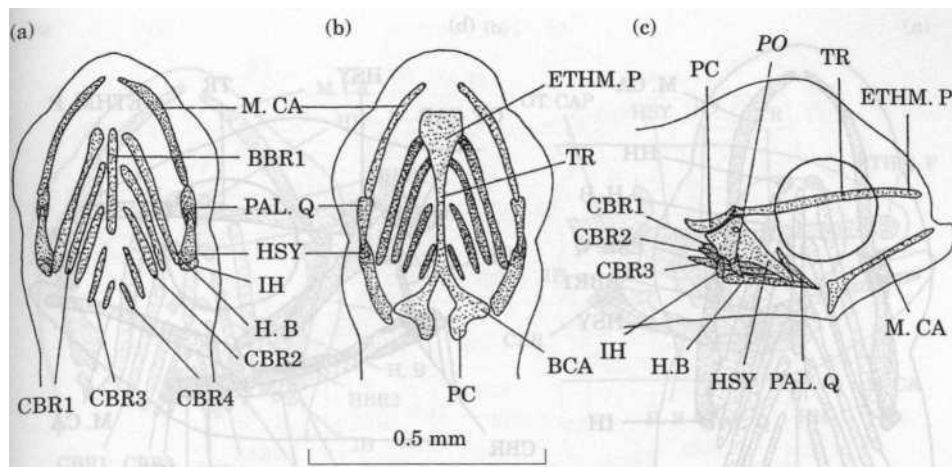 (a)
M. CA
BBR1
PAL. Q
HSY
IH
H. B
CBR2
CBR1
CBR3
CBR4
(b)
ETHM. P
TR
BCA
PC
0.5 mm
(c)
PC
PO
TR
ETHM. P
CBR1
CBR2
CBR3
IH
H.B
HSY
PAL. Q
M. CA